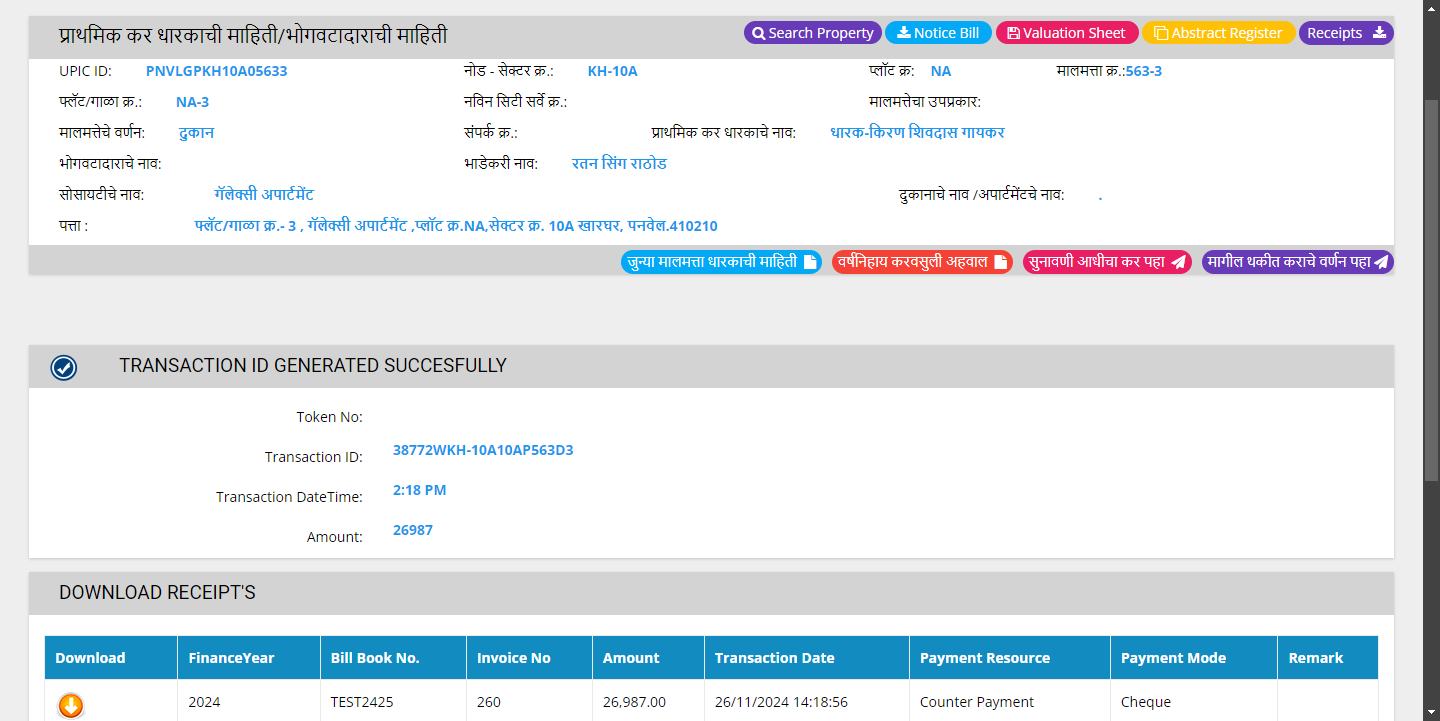 प्राथमिक कर धारकाची माहिती/भोगवटादाराची माहिती Search Property Notice Bill Valuation Sheet Abstract Register Receipts
UPIC ID: PNVLGPKH10A05633 नोड - सेक्टर क्र.: KH-10A प्लॉट क्र: NA मालमत्ता क्र.:563-3
फ्लॅट/गाळा क्र.: NA-3 नविन सिटी सर्वे क्र.: मालमत्तेचा उपप्रकार:
मालमत्तेचे वर्णन: दुकान संपर्क क्र.: प्राथमिक कर धारकाचे नाव: धारक-किरण शिवदास गायकर
भोगवटादाराचे नाव: भाडेकरी नाव: रतन सिंग राठोड
सोसायटीचे नाव: गॅलेक्सी अपार्टमेंट दुकानाचे नाव /अपार्टमेंटचे नाव: .
पत्ता : फ्लॅट/गाळा क्र.- 3 , गॅलेक्सी अपार्टमेंट ,प्लॉट क्र.NA,सेक्टर क्र. 10A खारघर, पनवेल.410210
जुन्या मालमत्ता धारकाची माहिती वर्षनिहाय करवसुली अहवाल सुनावणी आधीचा कर पहा मागील थकीत कराचे वर्णन पहा
TRANSACTION ID GENERATED SUCCESFULLY
Token No:
Transaction ID: 38772WKH-10A10AP563D3
Transaction DateTime: 2:18 PM
Amount: 26987
DOWNLOAD RECEIPT'S
Download FinanceYear Bill Book No. Invoice No Amount Transaction Date Payment Resource Payment Mode Remark
2024 TEST2425 260 26,987.00 26/11/2024 14:18:56 Counter Payment Cheque